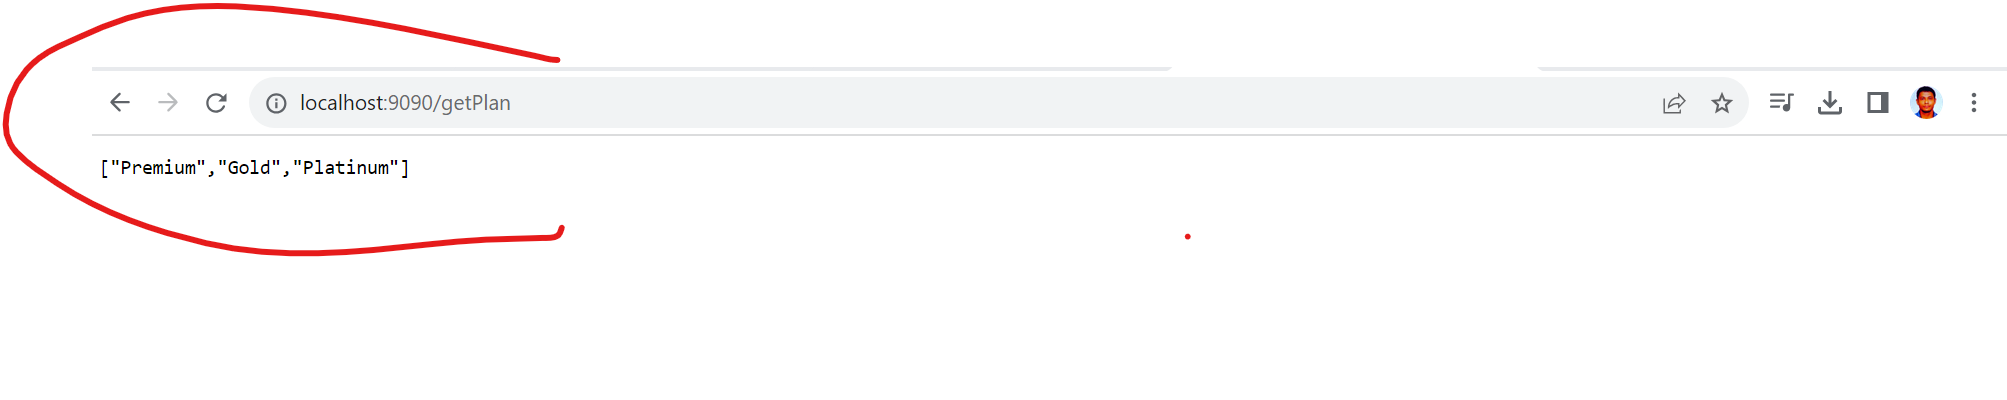 localhost:9090/getPlan
["Premium","Gold","Platinum"]